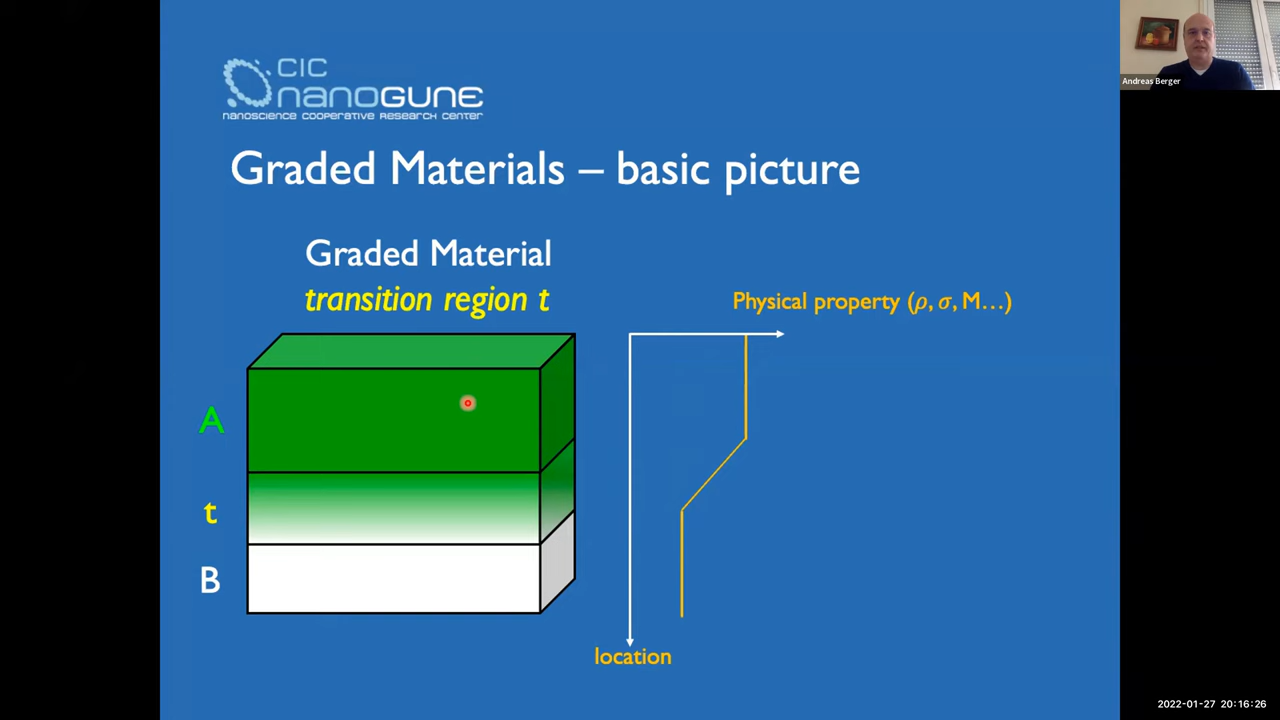 CIC
nanoGUNE
NANOSCIENCE COOPERATIVE RESEARCH CENTER
Andreas Berger
Graded Materials – basic picture
Graded Material
transition region t
Physical property (ρ, σ, M…)
A
t
B
location
2022-01-27 20:16:26